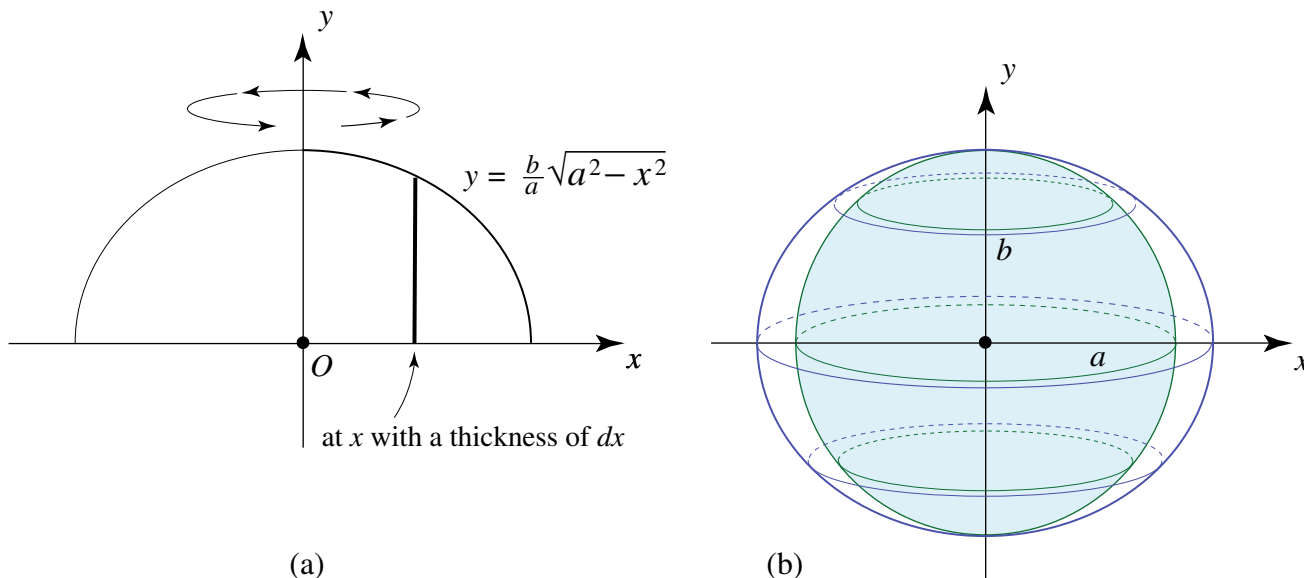 y
y = b/a √a² − x²
O
x
at x with a thickness of dx
(a)
y
b
a
x
(b)